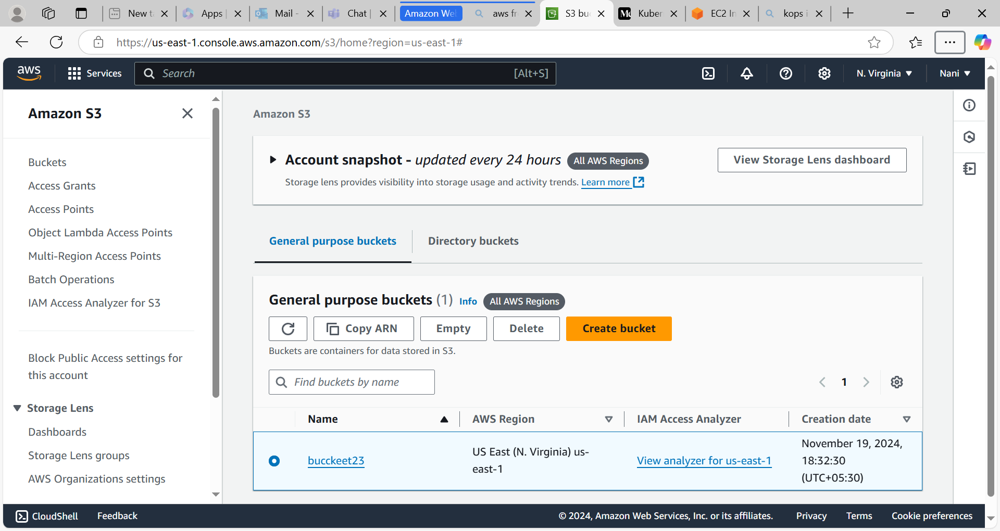 New t
Apps
Mail -
Chat
Amazon We
aws fr
S3 bu
Kuber
EC2 In
kops i
https://us-east-1.console.aws.amazon.com/s3/home?region=us-east-1#
aws
Services
Search
[Alt+S]
N. Virginia
Nani
Amazon S3
Buckets
Access Grants
Access Points
Object Lambda Access Points
Multi-Region Access Points
Batch Operations
IAM Access Analyzer for S3
Block Public Access settings for
this account
Storage Lens
Dashboards
Storage Lens groups
AWS Organizations settings
Amazon S3
Account snapshot - updated every 24 hours
All AWS Regions
View Storage Lens dashboard
Storage lens provides visibility into storage usage and activity trends. Learn more
General purpose buckets
Directory buckets
General purpose buckets (1)
Info
All AWS Regions
Copy ARN
Empty
Delete
Create bucket
Buckets are containers for data stored in S3.
Find buckets by name
1
Name
AWS Region
IAM Access Analyzer
Creation date
bucckeet23
US East (N. Virginia) us-
east-1
View analyzer for us-east-1
November 19, 2024,
18:32:30
(UTC+05:30)
CloudShell
Feedback
© 2024, Amazon Web Services, Inc. or its affiliates.
Privacy
Terms
Cookie preferences